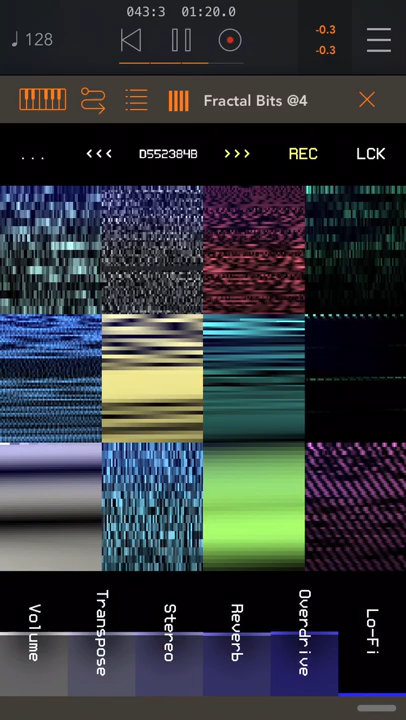 043:3 01:20.0
♩ 128
-0.3
-0.3
Fractal Bits @4
... <<< D552384B >>> REC LCK
Volume Transpose Stereo Reverb Overdrive Lo-Fi